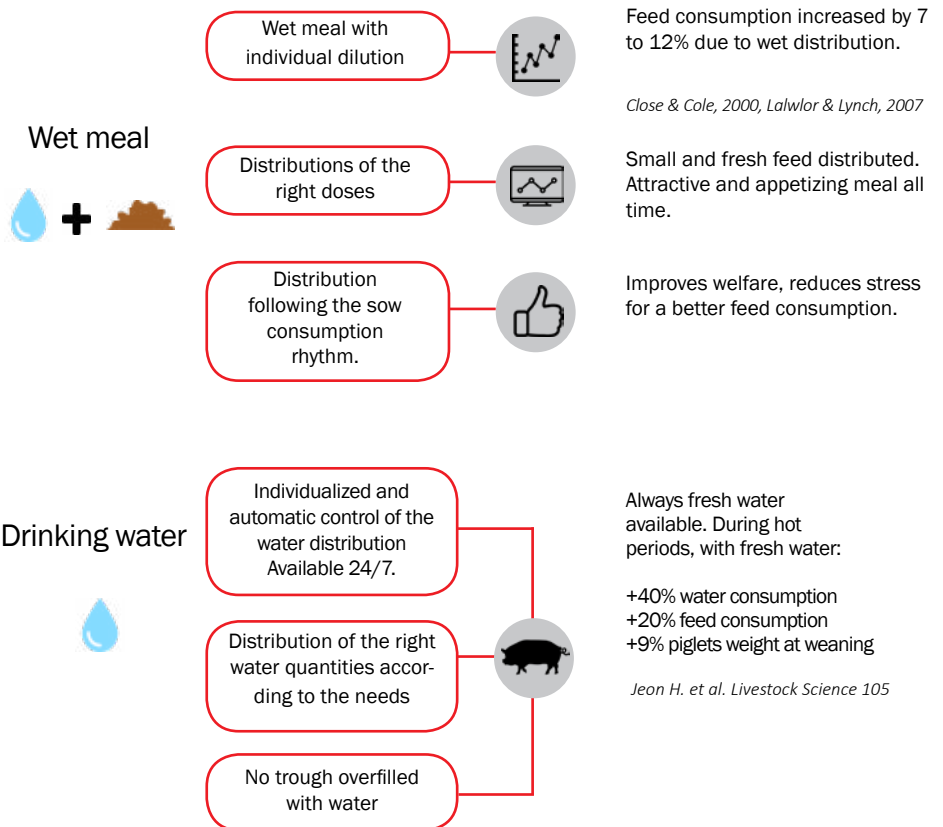 Wet meal with
individual dilution
Feed consumption increased by 7
to 12% due to wet distribution.
Close & Cole, 2000, Lalwlor & Lynch, 2007
Wet meal
Distributions of the
right doses
Small and fresh feed distributed.
Attractive and appetizing meal all
time.
Distribution
following the sow
consumption
rhythm.
Improves welfare, reduces stress
for a better feed consumption.
Drinking water
Individualized and
automatic control of the
water distribution
Available 24/7.
Distribution of the right
water quantities accor-
ding to the needs
No trough overfilled
with water
Always fresh water
available. During hot
periods, with fresh water:
+40% water consumption
+20% feed consumption
+9% piglets weight at weaning
Jeon H. et al. Livestock Science 105